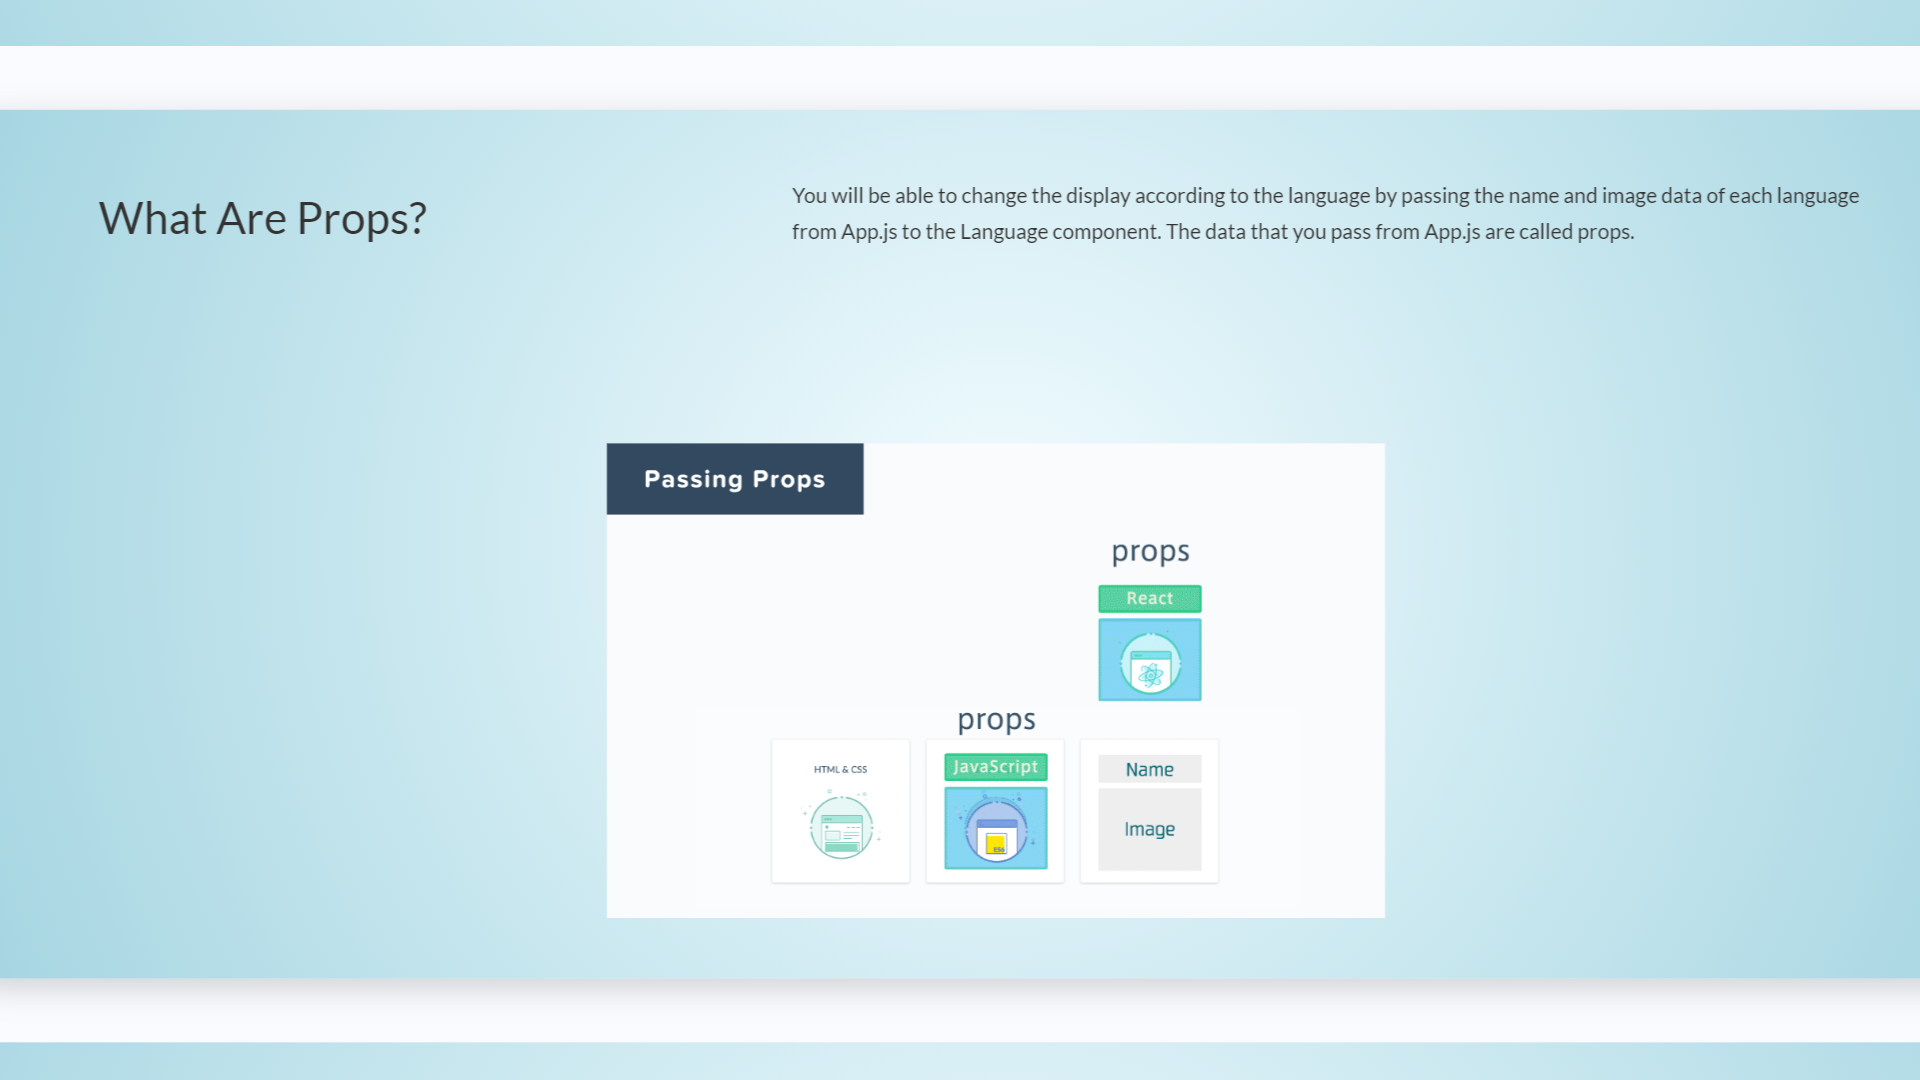 What Are Props?
You will be able to change the display according to the language by passing the name and image data of each language
from App.js to the Language component. The data that you pass from App.js are called props.
Passing Props
props
React
props
HTML & CSS
JavaScript
ES6
Name
Image